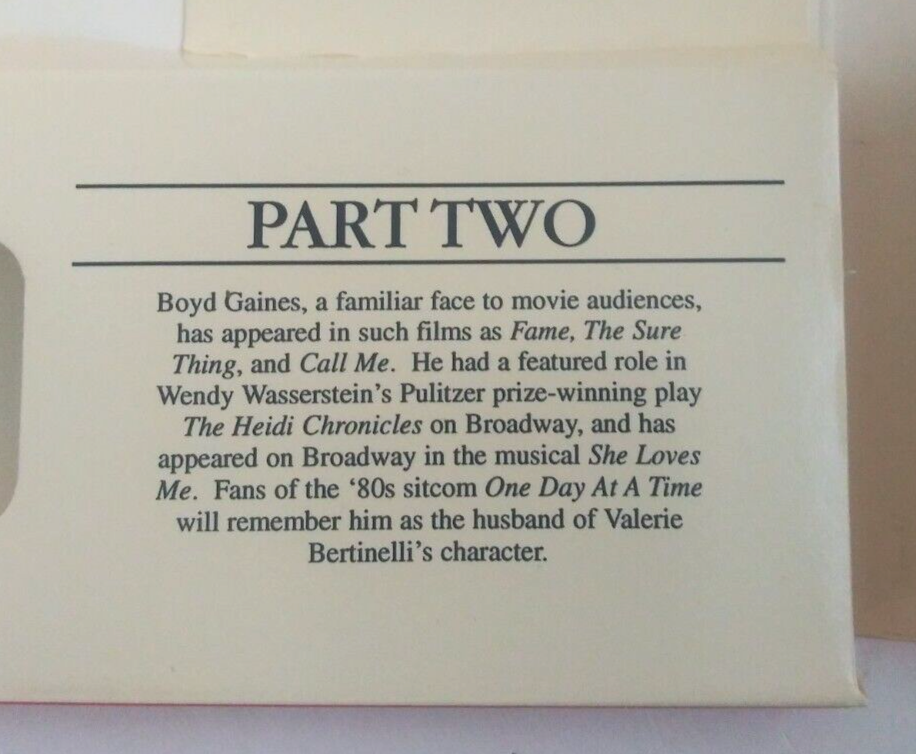 PART TWO
Boyd Gaines, a familiar face to movie audiences,
has appeared in such films as Fame, The Sure
Thing, and Call Me. He had a featured role in
Wendy Wasserstein's Pulitzer prize-winning play
The Heidi Chronicles on Broadway, and has
appeared on Broadway in the musical She Loves
Me. Fans of the ‘80s sitcom One Day At A Time
will remember him as the husband of Valerie
Bertinelli's character.